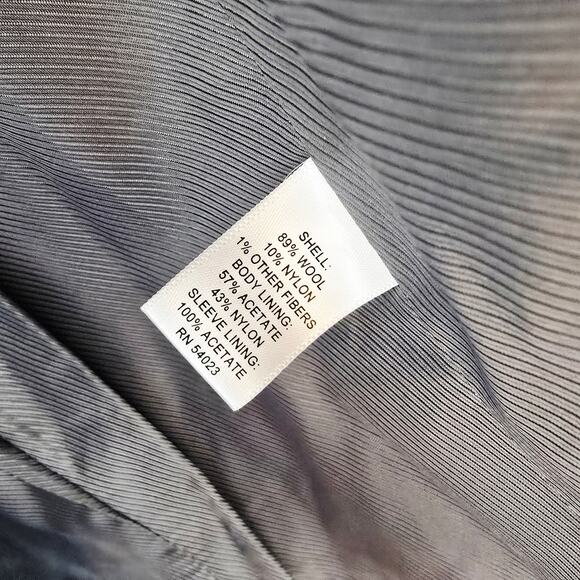 SHELL:
89% WOOL
10% NYLON
1% OTHER FIBERS
BODY LINING:
57% ACETATE
43% NYLON
SLEEVE LINING:
100% ACETATE
RN 54023